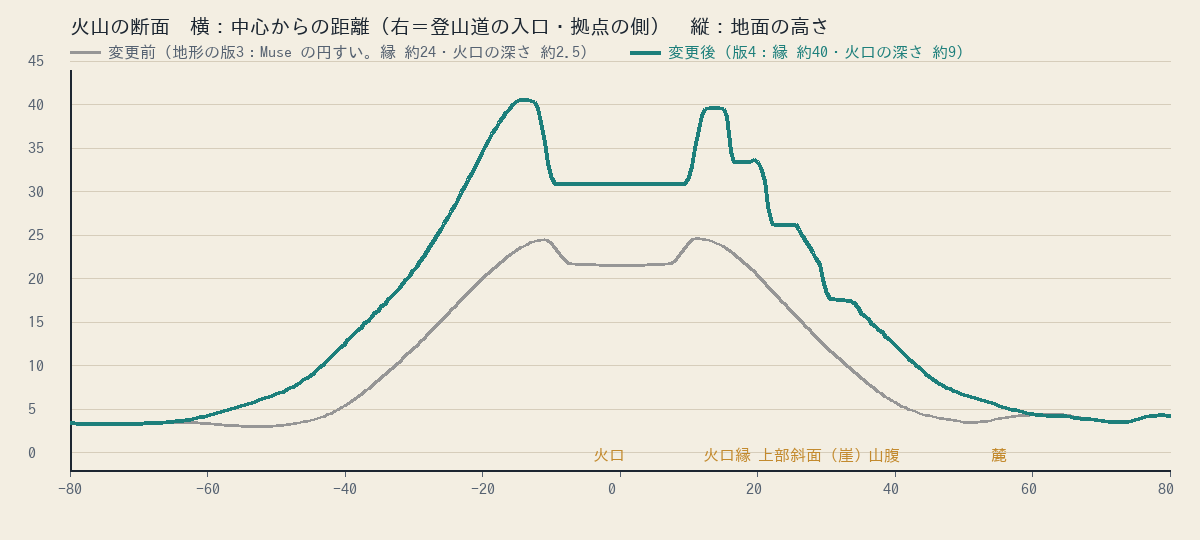 火山の断面　横：中心からの距離（右＝登山道の入口・拠点の側）　縦：地面の高さ
変更前（地形の版3：Muse の円すい。縁 約24・火口の深さ 約2.5）
変更後（版4：縁 約40・火口の深さ 約9）
45
40
35
30
25
20
15
10
5
0
火口 火口縁 上部斜面（崖） 山腹 麓
-80 -60 -40 -20 0 20 40 60 80